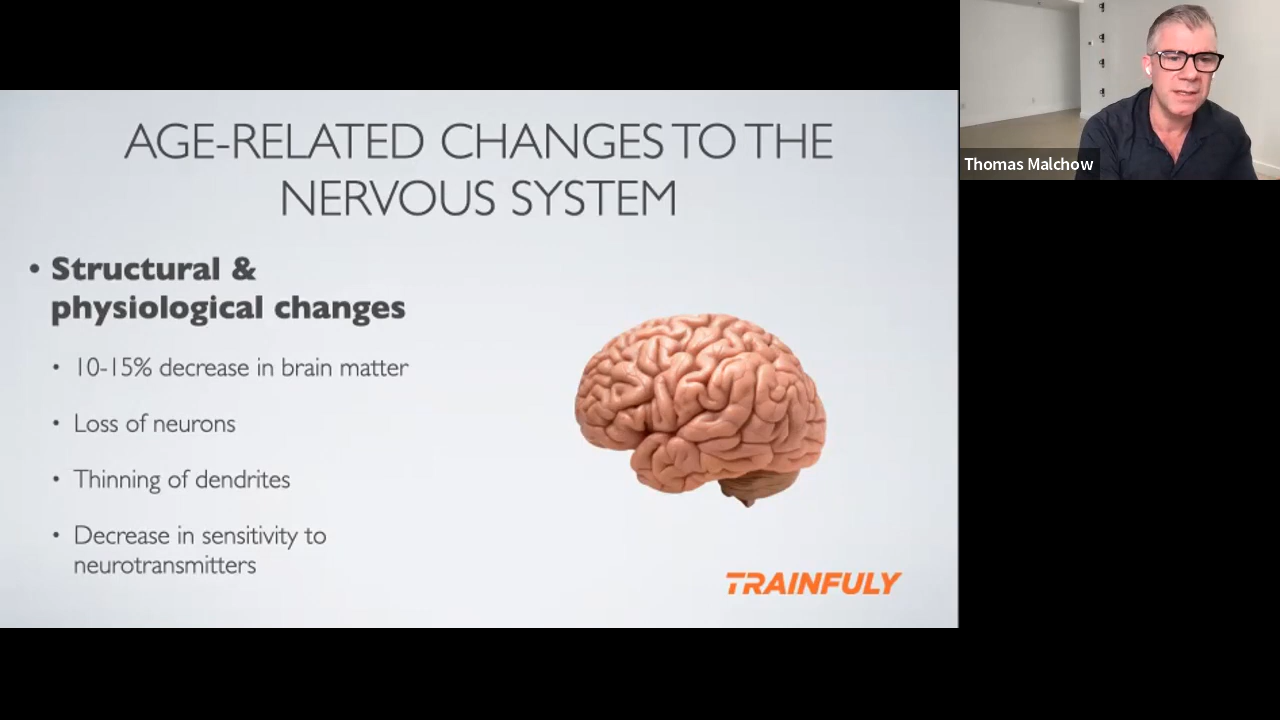 AGE-RELATED CHANGES TO THE
NERVOUS SYSTEM
• Structural &
physiological changes
• 10-15% decrease in brain matter
• Loss of neurons
• Thinning of dendrites
• Decrease in sensitivity to
neurotransmitters
TRAINFULY
Thomas Malchow